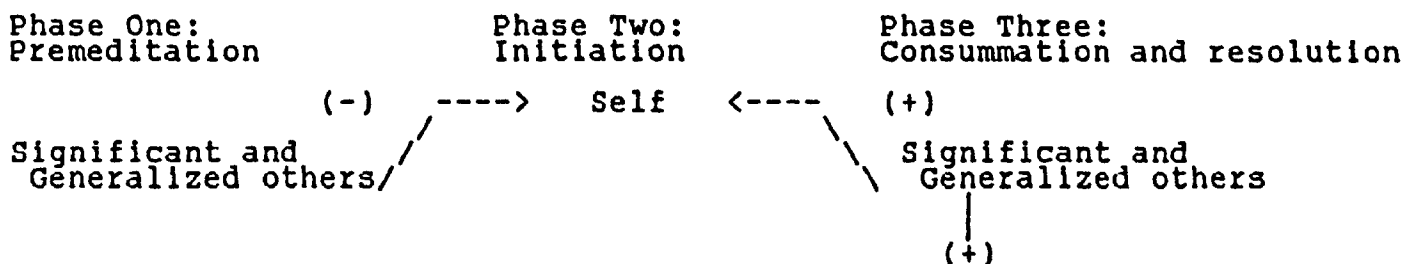 Phase One: Phase Two: Phase Three:
Premeditation Initiation Consummation and resolution
(-) ----> Self <---- (+)
Significant and Significant and
Generalized others Generalized others
(+)